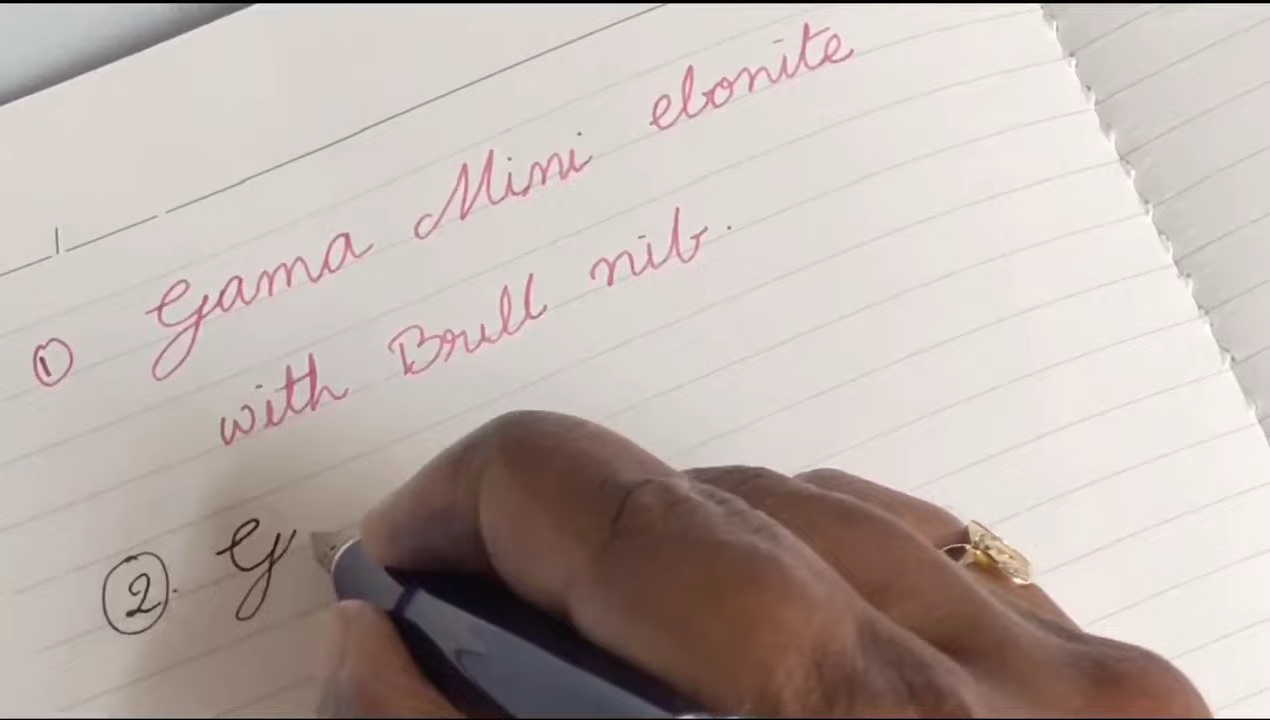 ① Gama Mini ebonite
with Brull nib.
②. G